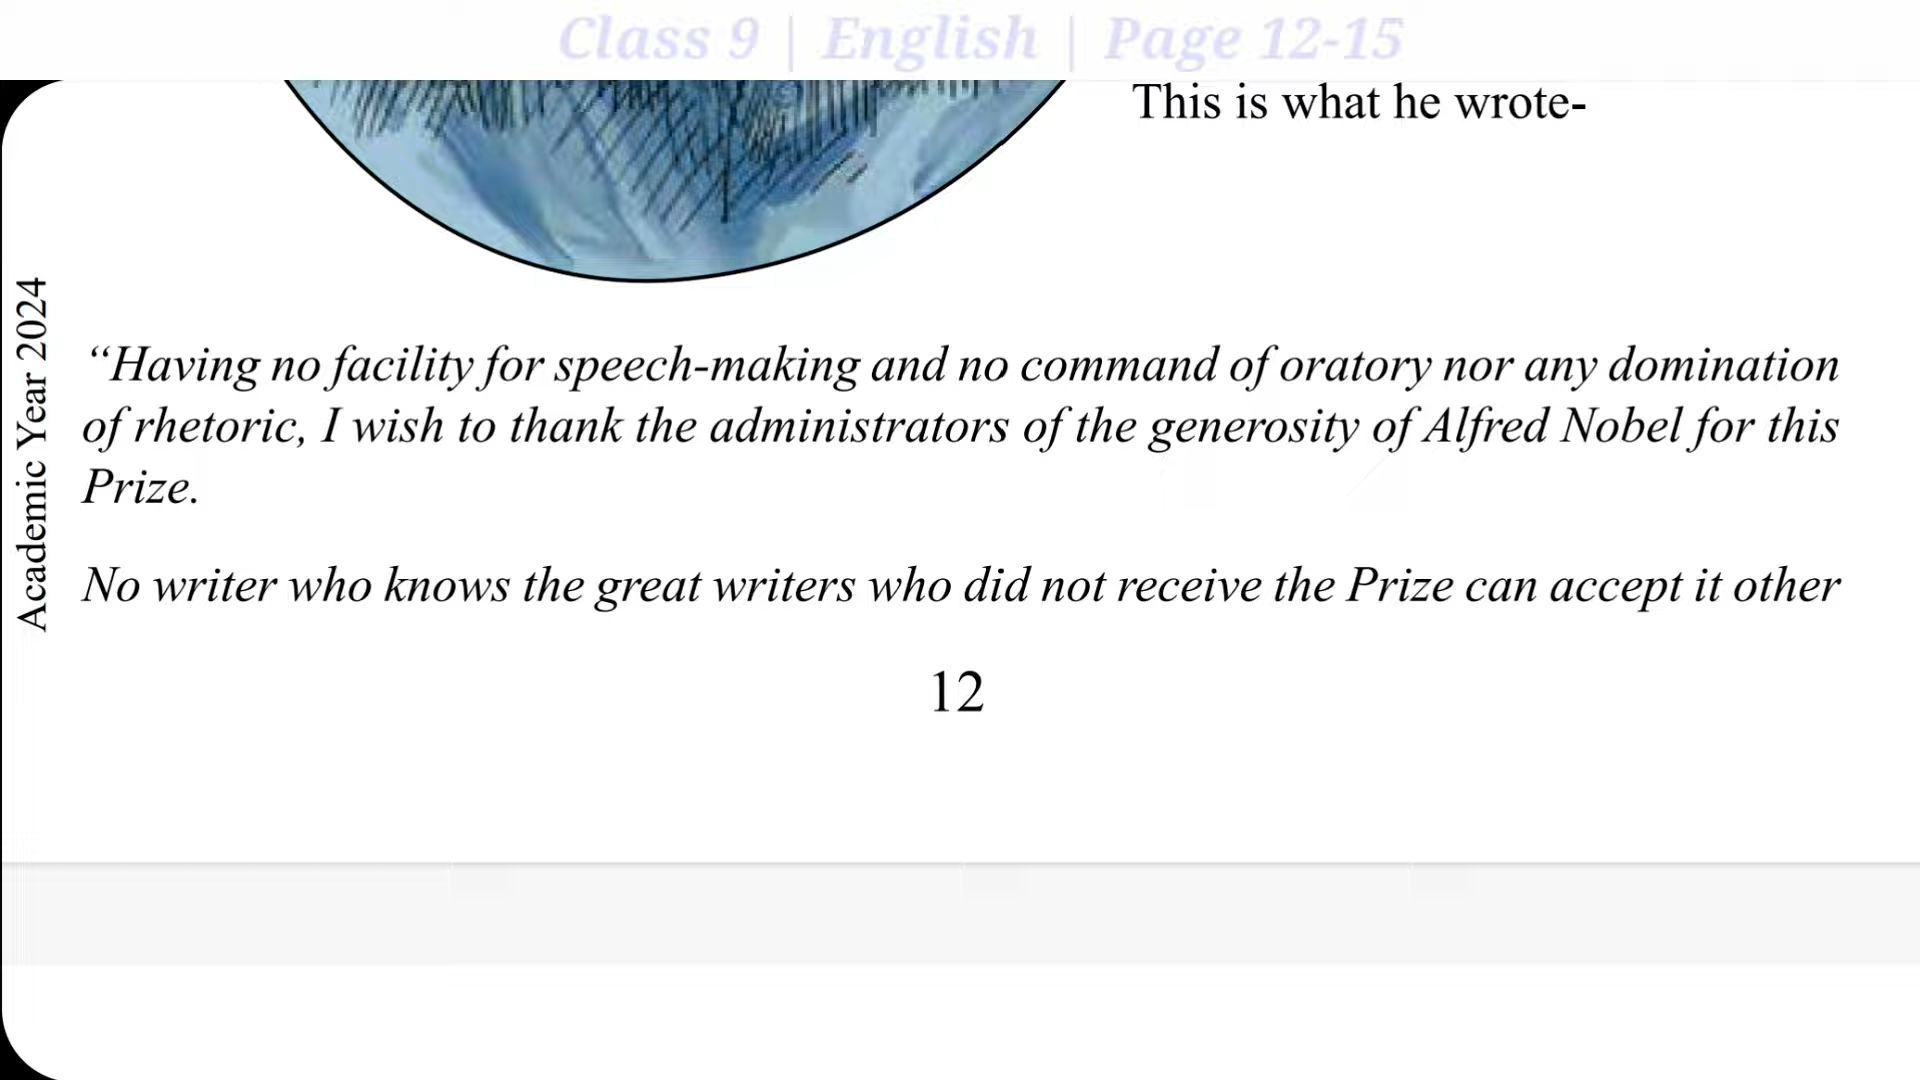 Class 9 | English | Page 12-15
This is what he wrote-
Academic Year 2024
“Having no facility for speech-making and no command of oratory nor any domination
of rhetoric, I wish to thank the administrators of the generosity of Alfred Nobel for this
Prize.
No writer who knows the great writers who did not receive the Prize can accept it other
12